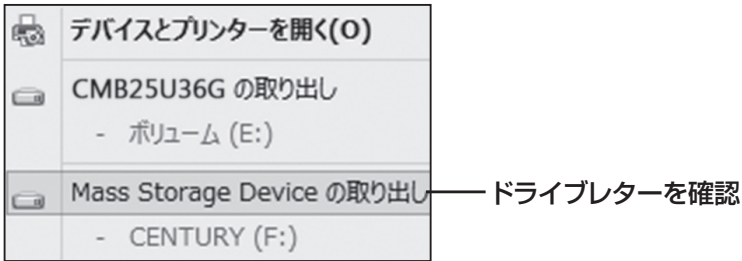 デバイスとプリンターを開く(O)
CMB25U36G の取り出し
- ボリューム (E:)
Mass Storage Device の取り出し
ドライブレターを確認
- CENTURY (F:)